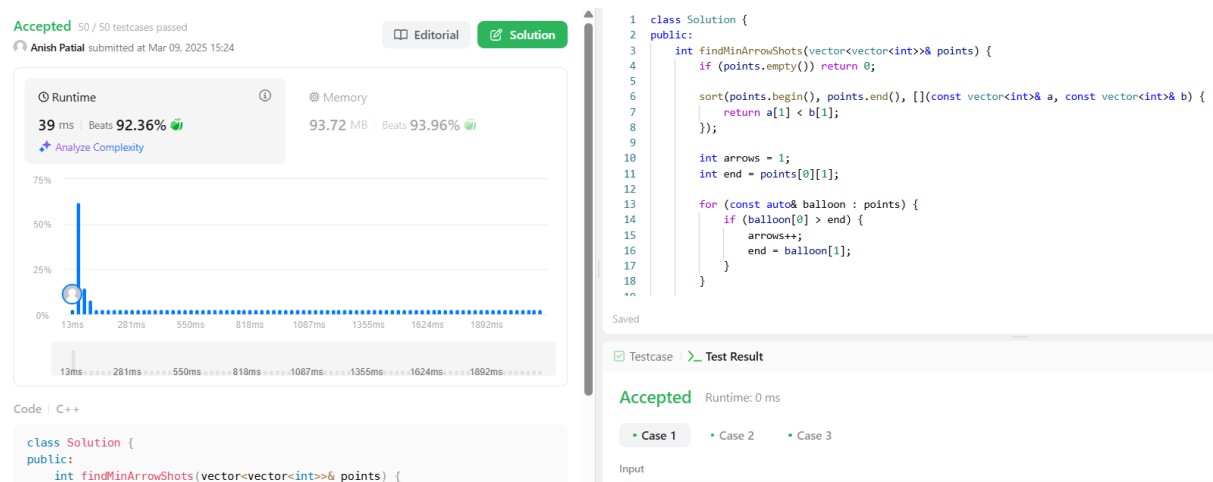 Accepted 50 / 50 testcases passed
Anish Patial submitted at Mar 09, 2025 15:24
Editorial
Solution
Runtime
39 ms | Beats 92.36%
Analyze Complexity
Memory
93.72 MB | Beats 93.96%
75%
50%
25%
0%
13ms 281ms 550ms 818ms 1087ms 1355ms 1624ms 1892ms
13ms 281ms 550ms 818ms 1087ms 1355ms 1624ms 1892ms
Code | C++
class Solution {
public:
    int findMinArrowShots(vector<vector<int>>& points) {
1 class Solution {
2 public:
3     int findMinArrowShots(vector<vector<int>>& points) {
4         if (points.empty()) return 0;
5
6         sort(points.begin(), points.end(), [](const vector<int>& a, const vector<int>& b) {
7             return a[1] < b[1];
8         });
9
10         int arrows = 1;
11         int end = points[0][1];
12
13         for (const auto& balloon : points) {
14             if (balloon[0] > end) {
15                 arrows++;
16                 end = balloon[1];
17             }
18         }
Saved
Testcase | Test Result
Accepted Runtime: 0 ms
• Case 1 • Case 2 • Case 3
Input